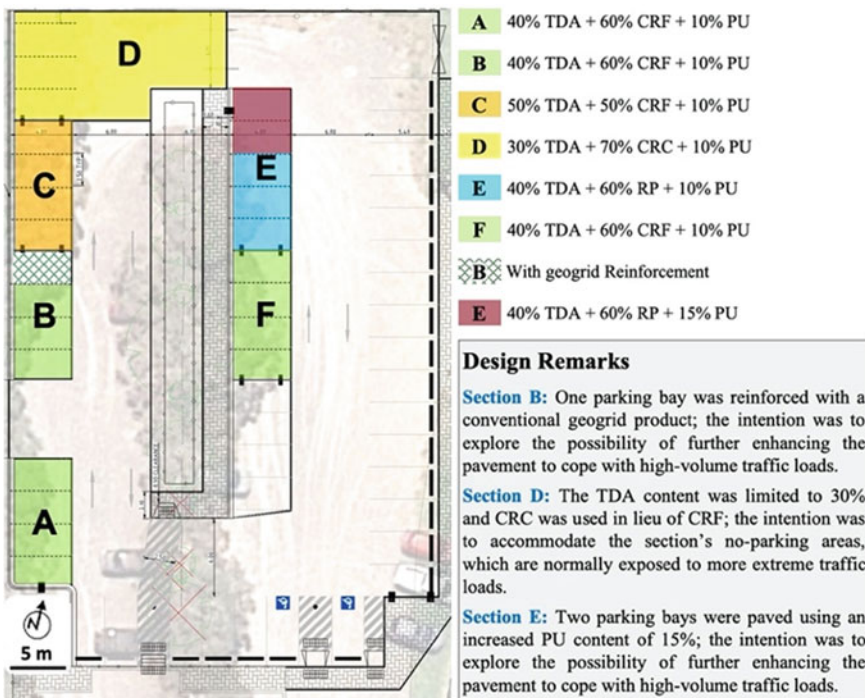 D
C
B
A
E
F
N
5 m
A 40% TDA + 60% CRF + 10% PU
B 40% TDA + 60% CRF + 10% PU
C 50% TDA + 50% CRF + 10% PU
D 30% TDA + 70% CRC + 10% PU
E 40% TDA + 60% RP + 10% PU
F 40% TDA + 60% CRF + 10% PU
B With geogrid Reinforcement
E 40% TDA + 60% RP + 15% PU
Design Remarks
Section B: One parking bay was reinforced with a
conventional geogrid product; the intention was to
explore the possibility of further enhancing the
pavement to cope with high-volume traffic loads.
Section D: The TDA content was limited to 30%
and CRC was used in lieu of CRF; the intention was
to accommodate the section’s no-parking areas,
which are normally exposed to more extreme traffic
loads.
Section E: Two parking bays were paved using an
increased PU content of 15%; the intention was to
explore the possibility of further enhancing the
pavement to cope with high-volume traffic loads.